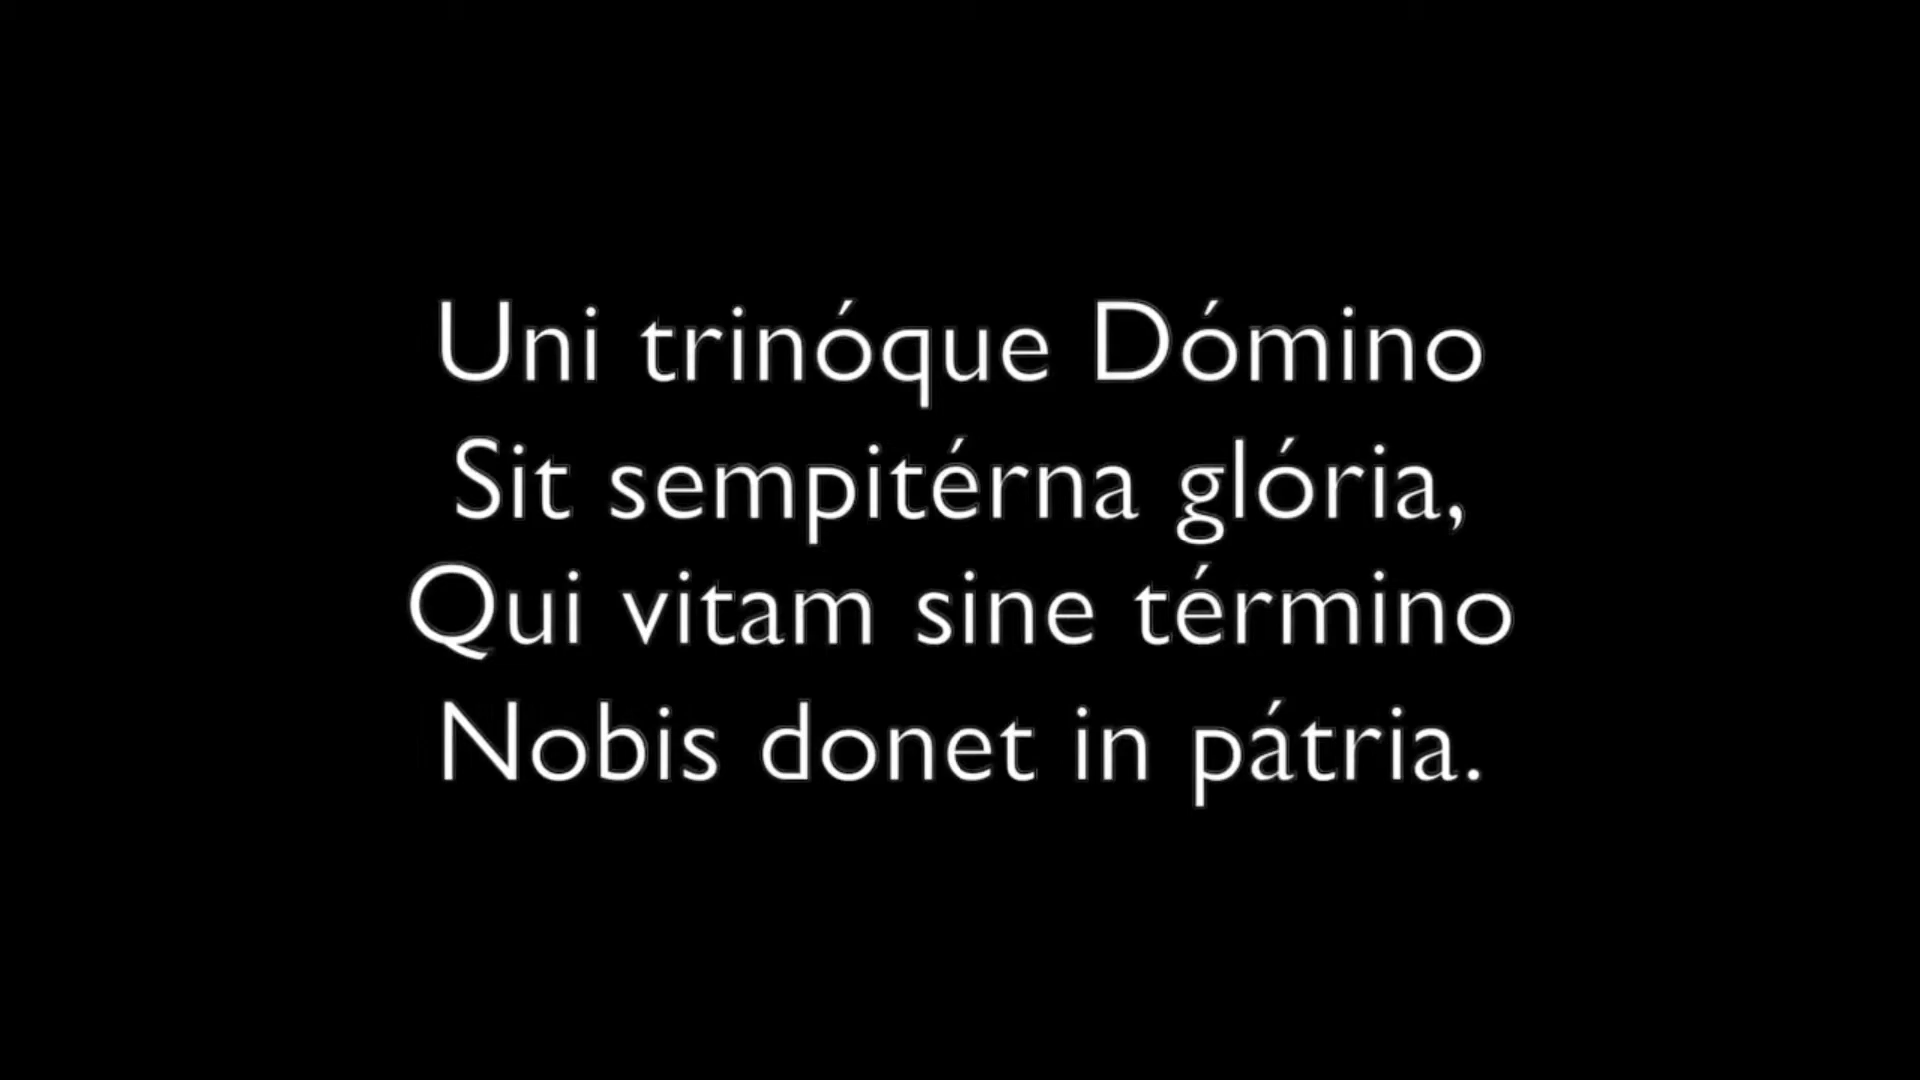 Uni trinóque Dómino
Sit sempitérna glória,
Qui vitam sine término
Nobis donet in pátria.